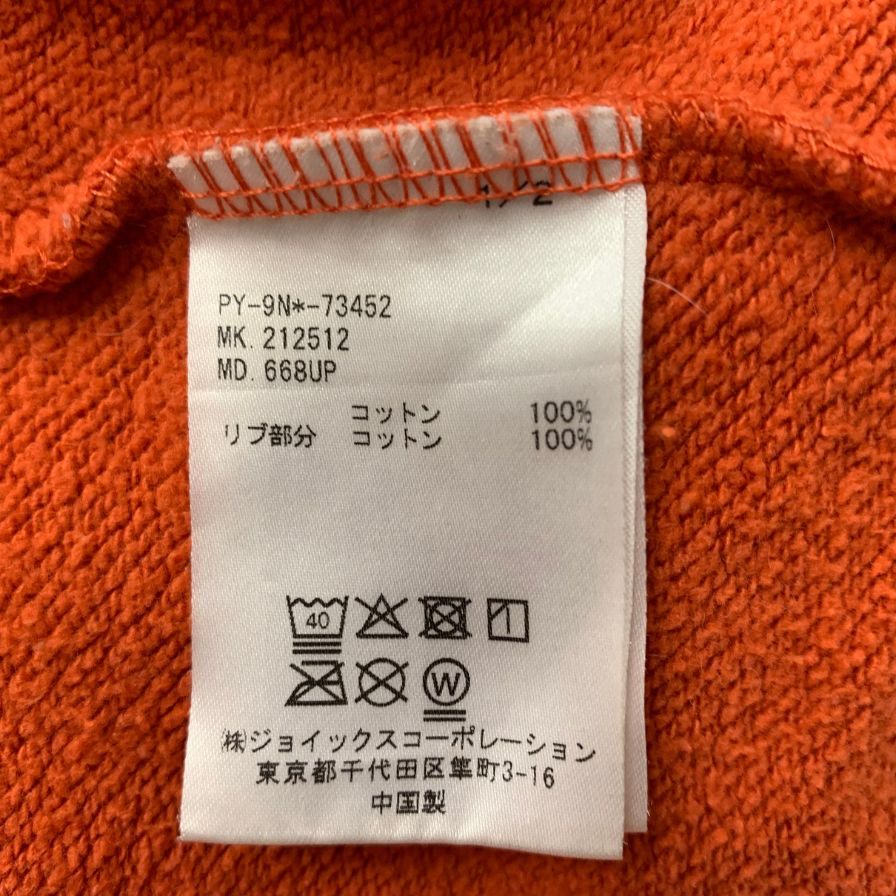 1/2
PY-9N*-73452
MK. 212512
MD. 668UP
コットン 100%
リブ部分 コットン 100%
40
W
㈱ジョイックスコーポレーション
東京都千代田区隼町3-16
中国製